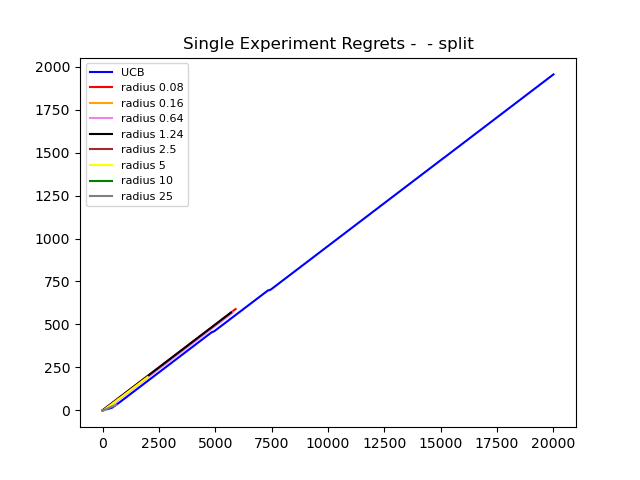 Single Experiment Regrets -  - split
2000
1750
1500
1250
1000
750
500
250
0
UCB
radius 0.08
radius 0.16
radius 0.64
radius 1.24
radius 2.5
radius 5
radius 10
radius 25
0 2500 5000 7500 10000 12500 15000 17500 20000